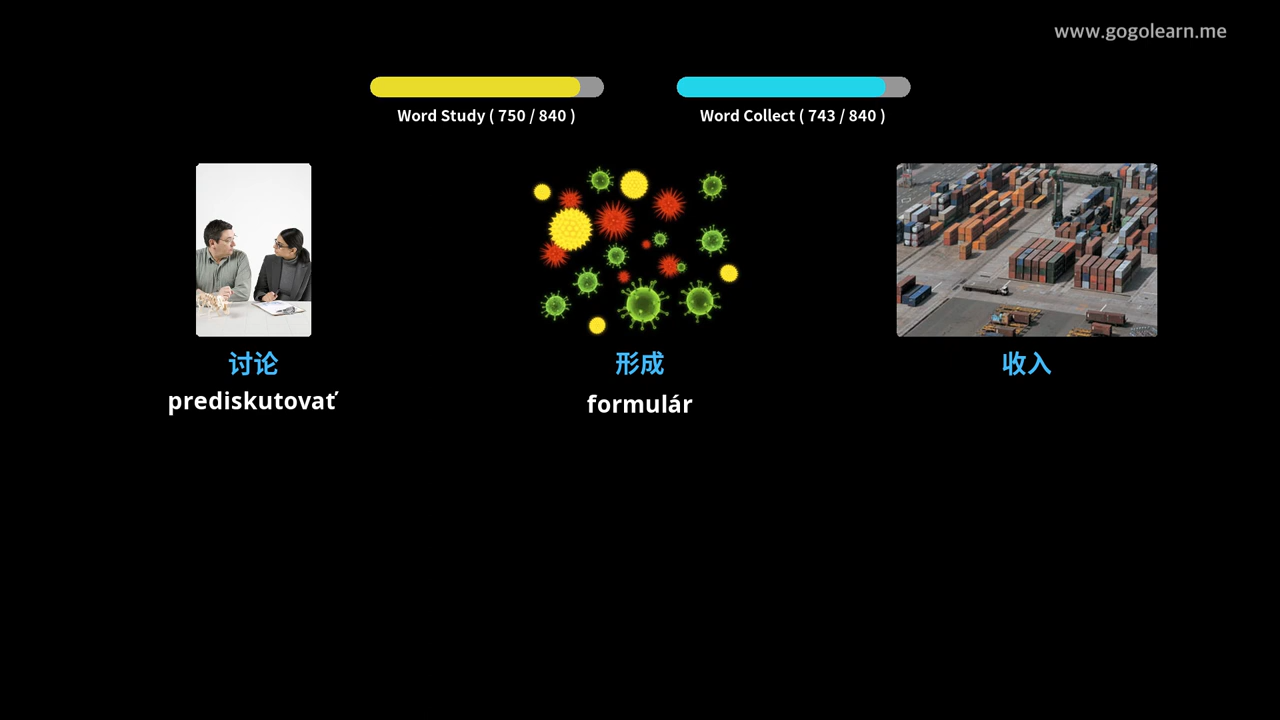 www.gogolearn.me
Word Study ( 750 / 840 )
Word Collect ( 743 / 840 )
讨论
形成
收入
prediskutovať
formulár